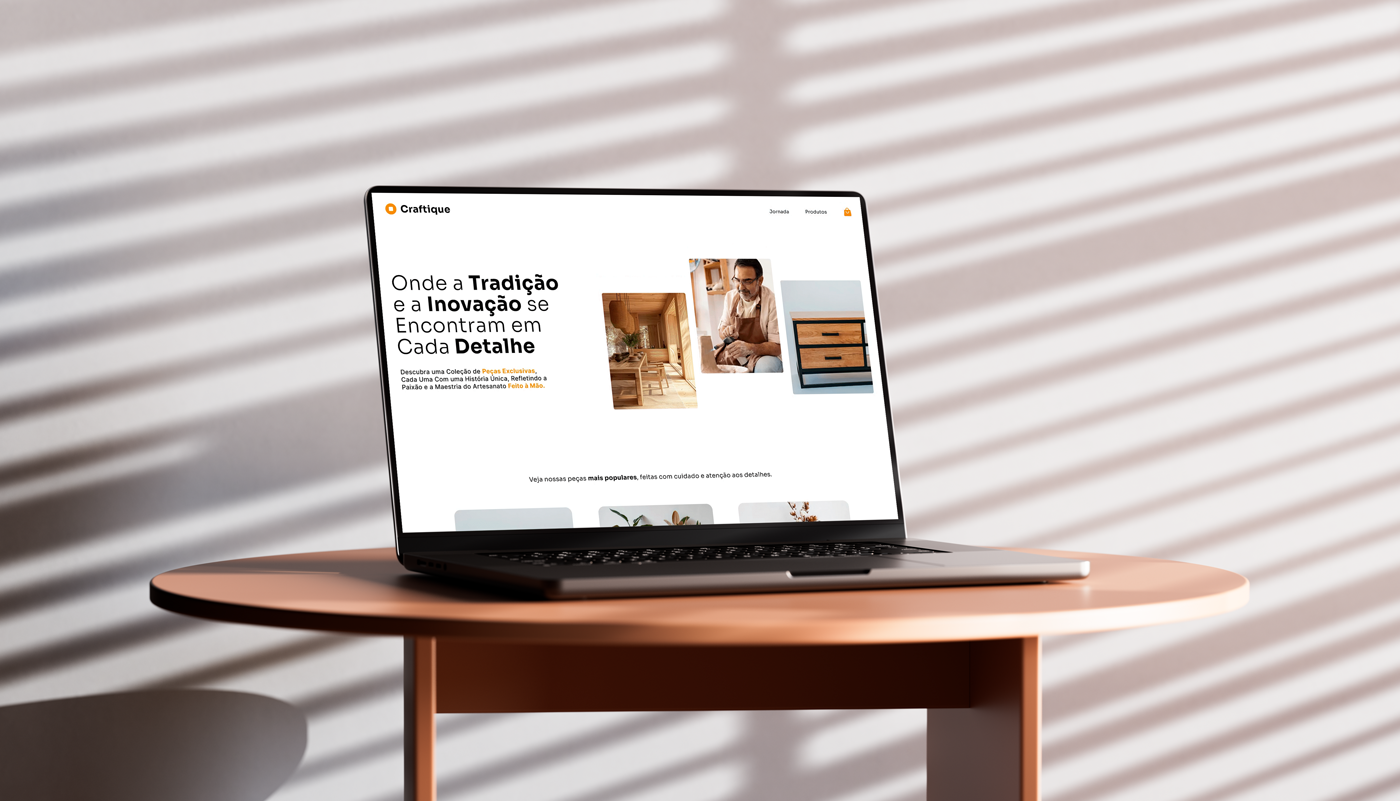 Craftique
Jornada
Produtos
Onde a Tradição
e a Inovação se
Encontram em
Cada Detalhe
Descubra uma Coleção de Peças Exclusivas,
Cada Uma Com uma História Única, Refletindo a
Paixão e a Maestria do Artesanato Feito à Mão.
Veja nossas peças mais populares, feitas com cuidado e atenção aos detalhes.